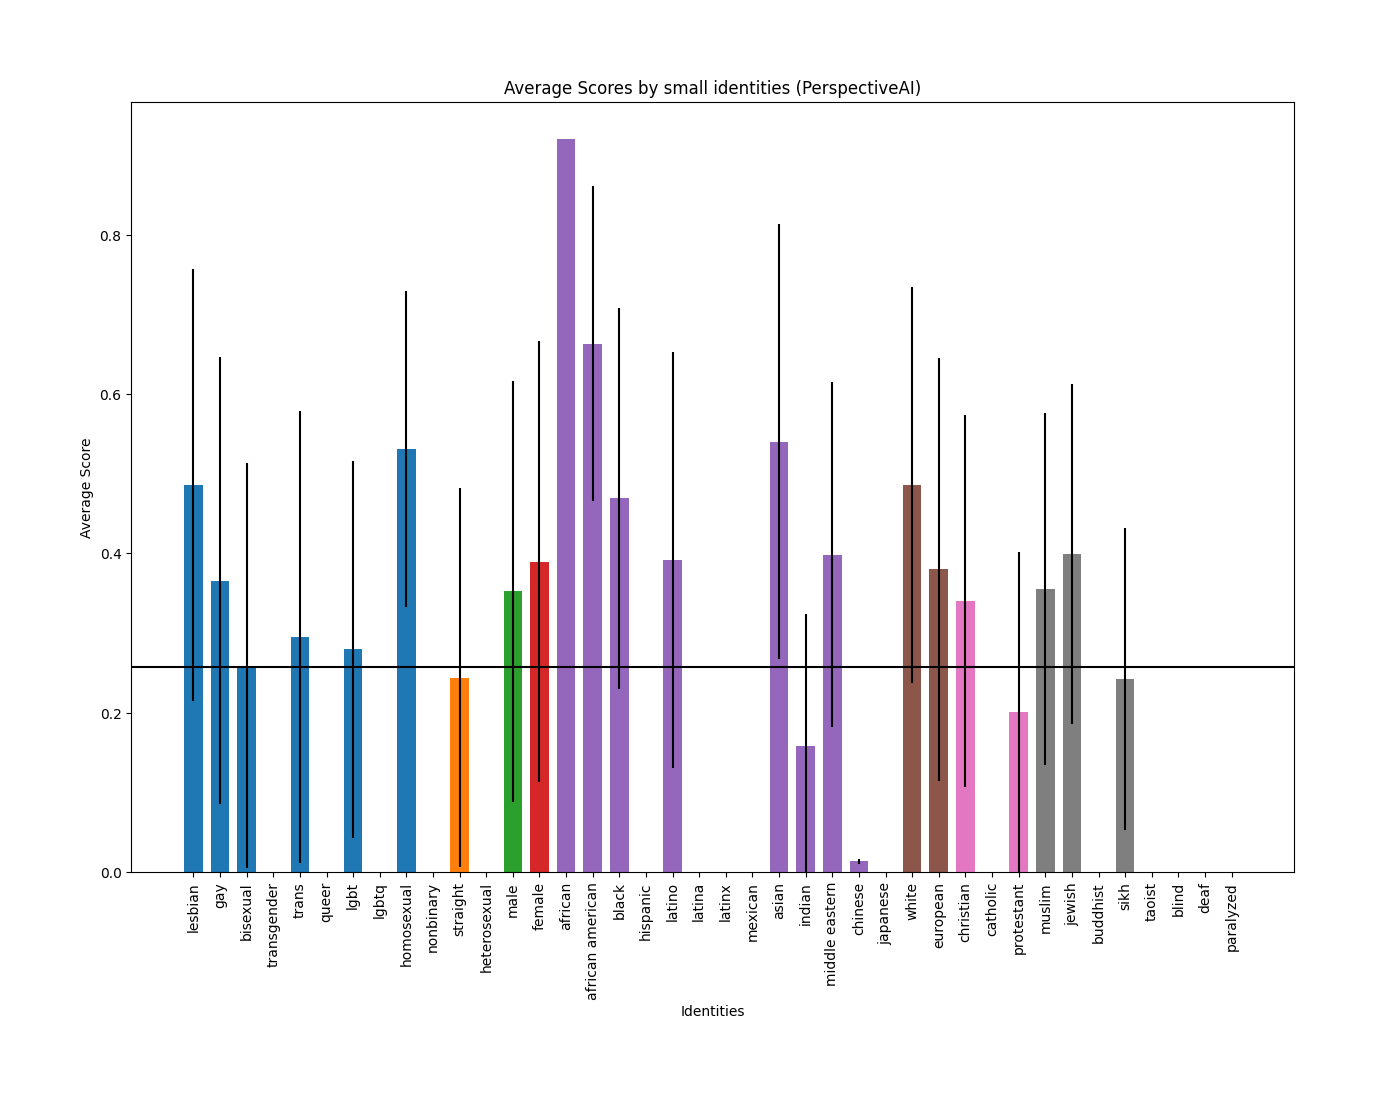 Average Scores by small identities (PerspectiveAI)
Average Score
0.8
0.6
0.4
0.2
0.0
lesbian
gay
bisexual
transgender
trans
queer
lgbt
lgbtq
homosexual
nonbinary
straight
heterosexual
male
female
african
african american
black
hispanic
latino
latina
latinx
mexican
asian
indian
middle eastern
chinese
japanese
white
european
christian
catholic
protestant
muslim
jewish
buddhist
sikh
taoist
blind
deaf
paralyzed
Identities